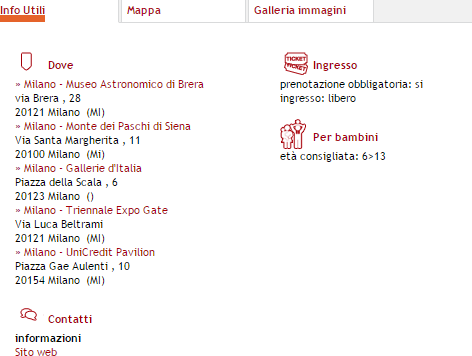 Info Utili
Mappa
Galleria immagini
Dove
» Milano - Museo Astronomico di Brera
via Brera , 28
20121 Milano (MI)
» Milano - Monte dei Paschi di Siena
Via Santa Margherita , 11
20100 Milano (Mi)
» Milano - Gallerie d'Italia
Piazza della Scala , 6
20123 Milano ()
» Milano - Triennale Expo Gate
Via Luca Beltrami
20121 Milano (MI)
» Milano - UniCredit Pavilion
Piazza Gae Aulenti , 10
20154 Milano (MI)
Contatti
informazioni
Sito web
TICKET
TICKET
Ingresso
prenotazione obbligatoria: si
ingresso: libero
Per bambini
età consigliata: 6>13